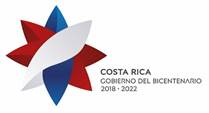 COSTA RICA
GOBIERNO DEL BICENTENARIO
2018 - 2022